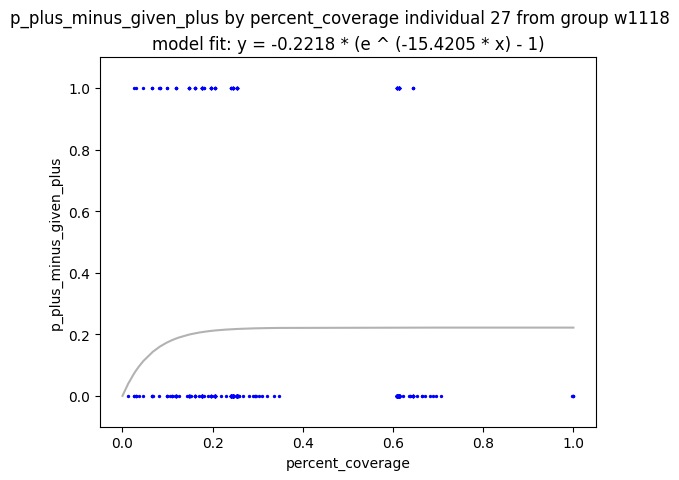 p_plus_minus_given_plus by percent_coverage individual 27 from group w1118
model fit: y = -0.2218 * (e ^ (-15.4205 * x) - 1)
1.0
0.8
0.6
0.4
0.2
0.0
p_plus_minus_given_plus
0.0 0.2 0.4 0.6 0.8 1.0
percent_coverage